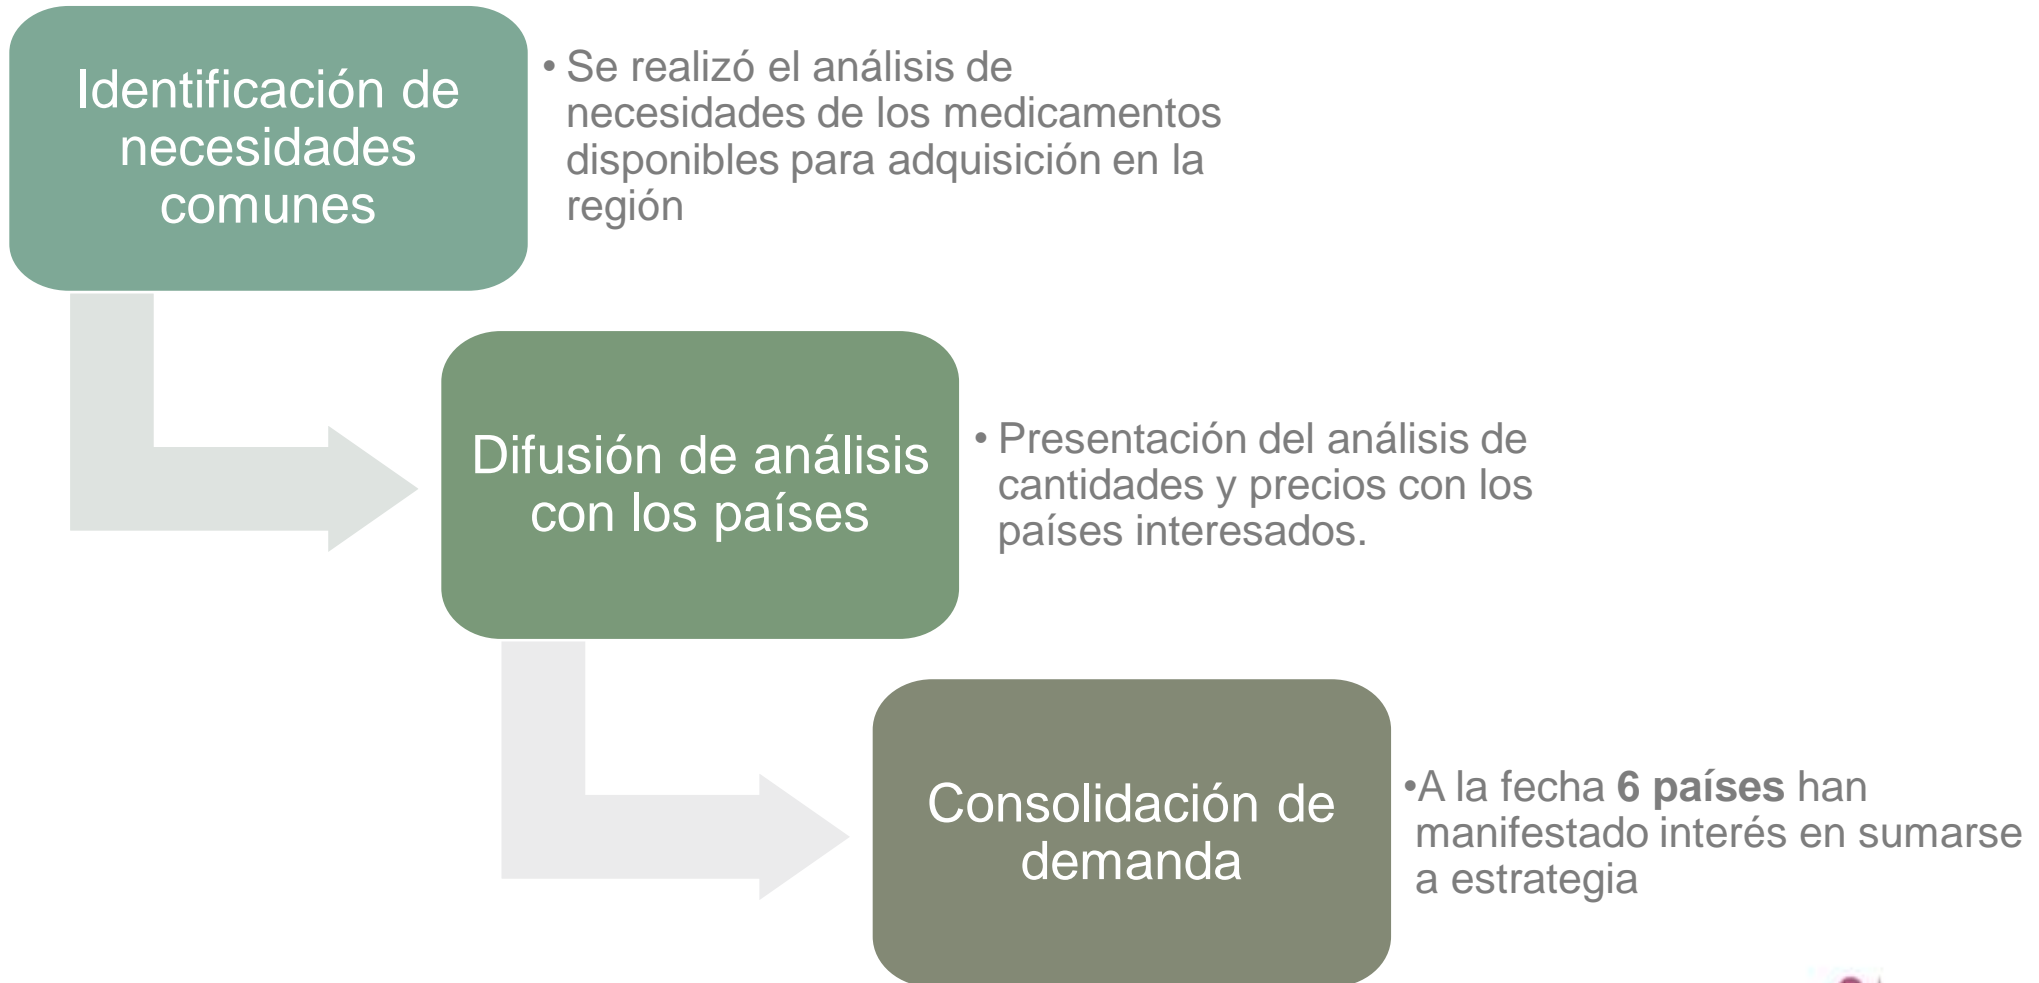 Identificación de
necesidades
comunes
• Se realizó el análisis de
necesidades de los medicamentos
disponibles para adquisición en la
región
Difusión de análisis
con los países
• Presentación del análisis de
cantidades y precios con los
países interesados.
Consolidación de
demanda
•A la fecha 6 países han
manifestado interés en sumarse
a estrategia